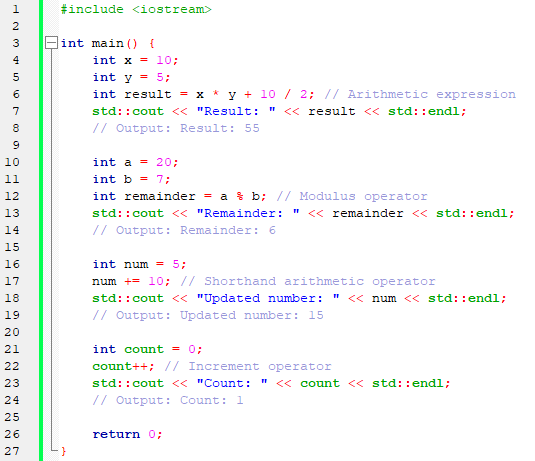 1 #include <iostream>
2
3 int main() {
4 int x = 10;
5 int y = 5;
6 int result = x * y + 10 / 2; // Arithmetic expression
7 std::cout << "Result: " << result << std::endl;
8 // Output: Result: 55
9
10 int a = 20;
11 int b = 7;
12 int remainder = a % b; // Modulus operator
13 std::cout << "Remainder: " << remainder << std::endl;
14 // Output: Remainder: 6
15
16 int num = 5;
17 num += 10; // Shorthand arithmetic operator
18 std::cout << "Updated number: " << num << std::endl;
19 // Output: Updated number: 15
20
21 int count = 0;
22 count++; // Increment operator
23 std::cout << "Count: " << count << std::endl;
24 // Output: Count: 1
25
26 return 0;
27 }